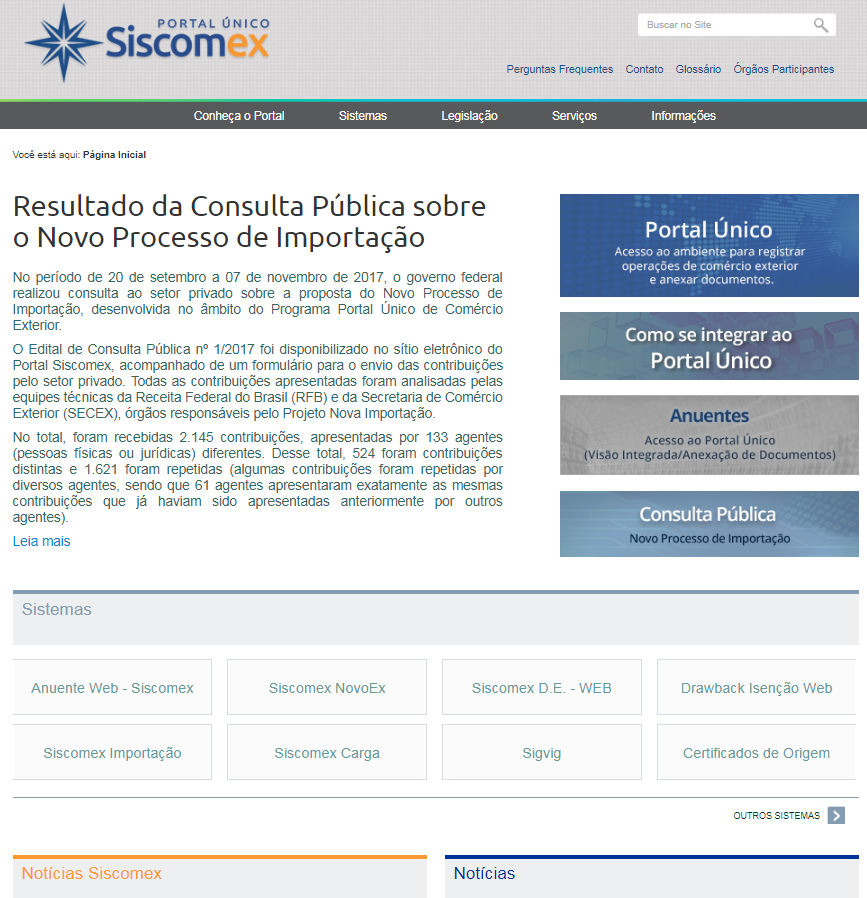 PORTAL ÚNICO
Siscomex
Buscar no Site
Perguntas Frequentes Contato Glossário Órgãos Participantes
Conheça o Portal Sistemas Legislação Serviços Informações
Você está aqui: Página Inicial
Resultado da Consulta Pública sobre
o Novo Processo de Importação
No período de 20 de setembro a 07 de novembro de 2017, o governo federal
realizou consulta ao setor privado sobre a proposta do Novo Processo de
Importação, desenvolvida no âmbito do Programa Portal Único de Comércio
Exterior.
O Edital de Consulta Pública nº 1/2017 foi disponibilizado no sítio eletrônico do
Portal Siscomex, acompanhado de um formulário para o envio das contribuições
pelo setor privado. Todas as contribuições apresentadas foram analisadas pelas
equipes técnicas da Receita Federal do Brasil (RFB) e da Secretaria de Comércio
Exterior (SECEX), órgãos responsáveis pelo Projeto Nova Importação.
No total, foram recebidas 2.145 contribuições, apresentadas por 133 agentes
(pessoas físicas ou jurídicas) diferentes. Desse total, 524 foram contribuições
distintas e 1.621 foram repetidas (algumas contribuições foram repetidas por
diversos agentes, sendo que 61 agentes apresentaram exatamente as mesmas
contribuições que já haviam sido apresentadas anteriormente por outros
agentes).
Leia mais
Portal Único
Acesso ao ambiente para registrar
operações de comércio exterior
e anexar documentos.
Como se integrar ao
Portal Único
Anuentes
Acesso ao Portal Único
(Visão Integrada/Anexação de Documentos)
Consulta Pública
Novo Processo de Importação
Sistemas
Anuente Web - Siscomex Siscomex NovoEx Siscomex D.E. - WEB Drawback Isenção Web
Siscomex Importação Siscomex Carga Sigvig Certificados de Origem
OUTROS SISTEMAS
Notícias Siscomex Notícias